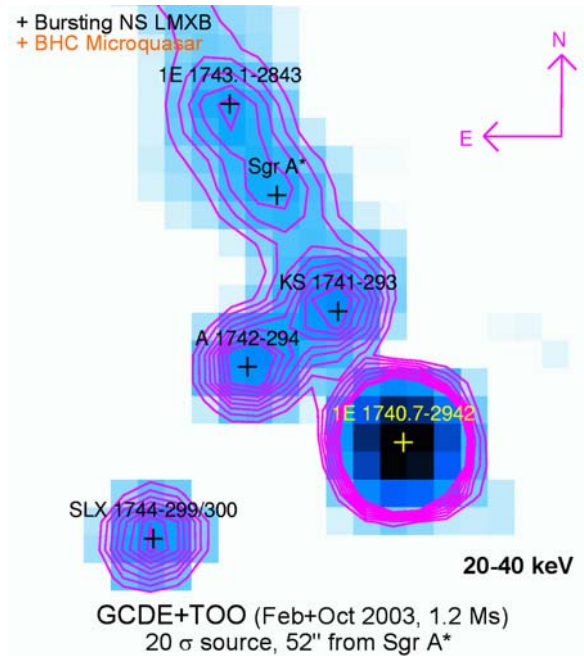 + Bursting NS LMXB
+ BHC Microquasar
1E 1743.1-2843
N
E
Sgr A*
KS 1741-293
A 1742-294
1E 1740.7-2942
SLX 1744-299/300
20-40 keV
GCDE+TOO (Feb+Oct 2003, 1.2 Ms)
20 σ source, 52" from Sgr A*